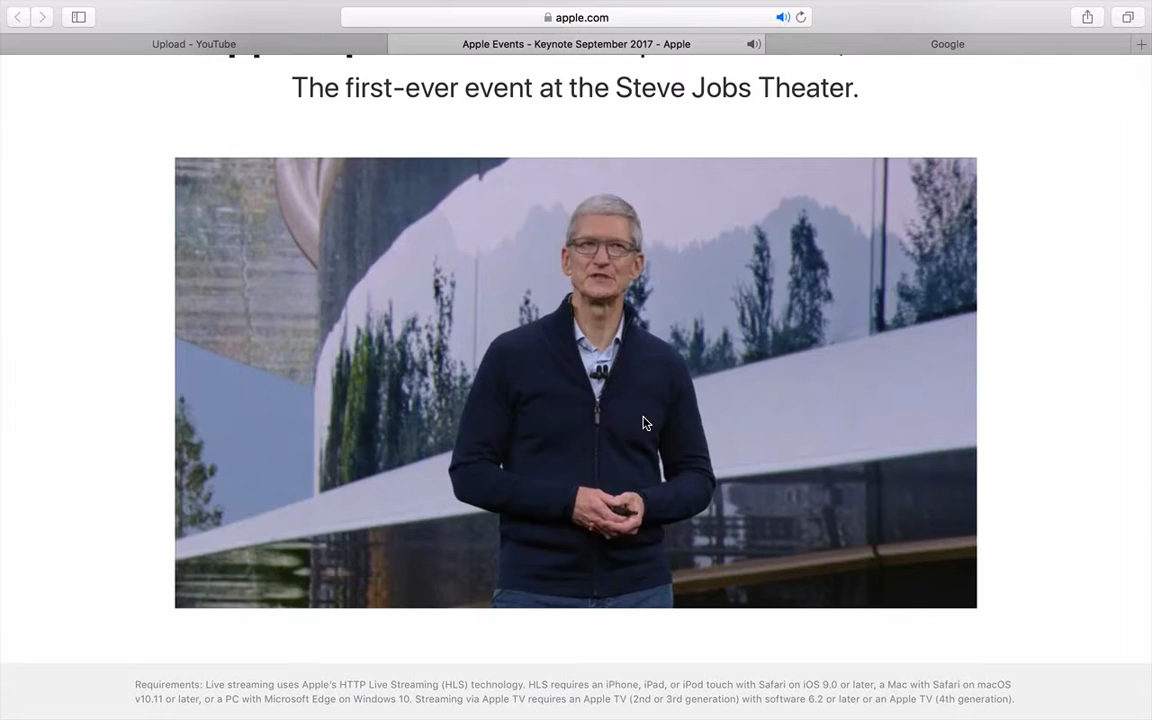 apple.com
Upload - YouTube
Apple Events - Keynote September 2017 - Apple
Google
The first-ever event at the Steve Jobs Theater.
Requirements: Live streaming uses Apple's HTTP Live Streaming (HLS) technology. HLS requires an iPhone, iPad, or iPod touch with Safari on iOS 9.0 or later, a Mac with Safari on macOS
v10.11 or later, or a PC with Microsoft Edge on Windows 10. Streaming via Apple TV requires an Apple TV (2nd or 3rd generation) with software 6.2 or later or an Apple TV (4th generation).